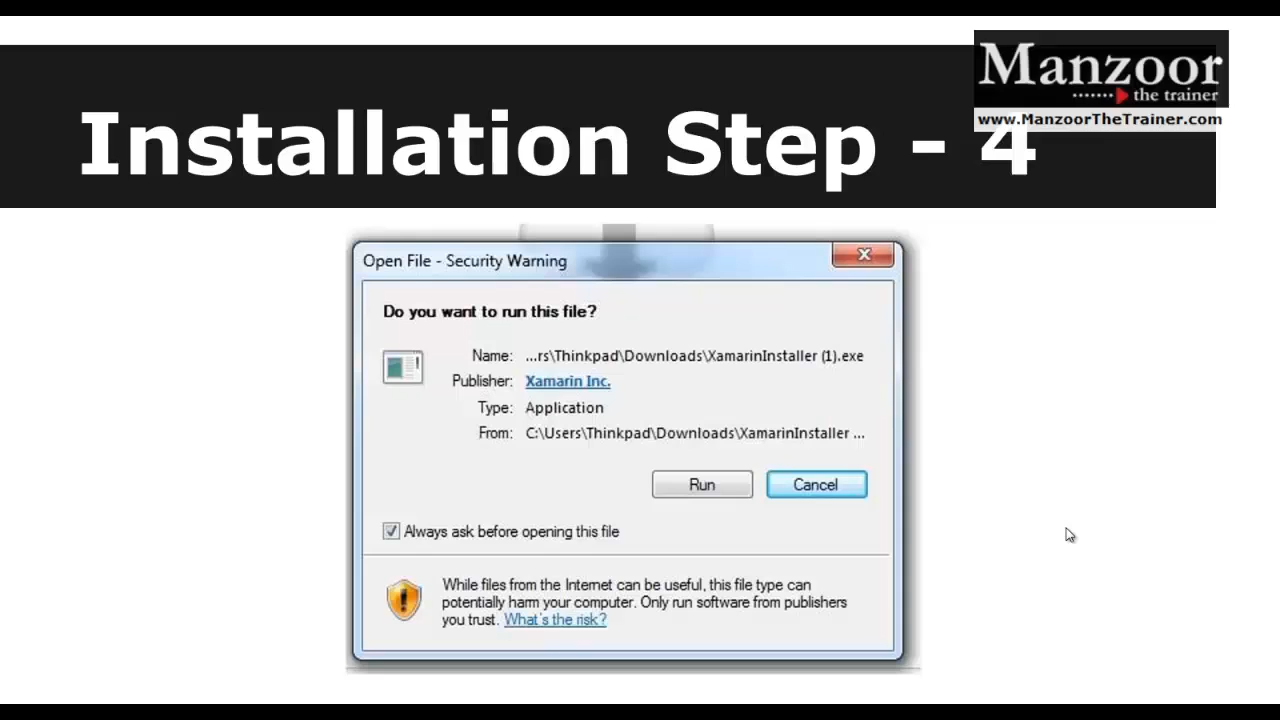 Manzoor
the trainer
www.ManzoorTheTrainer.com
Installation Step - 4
Open File - Security Warning
Do you want to run this file?
Name: ...rs\Thinkpad\Downloads\XamarinInstaller (1).exe
Publisher: Xamarin Inc.
Type: Application
From: C:\Users\Thinkpad\Downloads\XamarinInstaller ...
Run Cancel
Always ask before opening this file
While files from the Internet can be useful, this file type can
potentially harm your computer. Only run software from publishers
you trust. What's the risk?